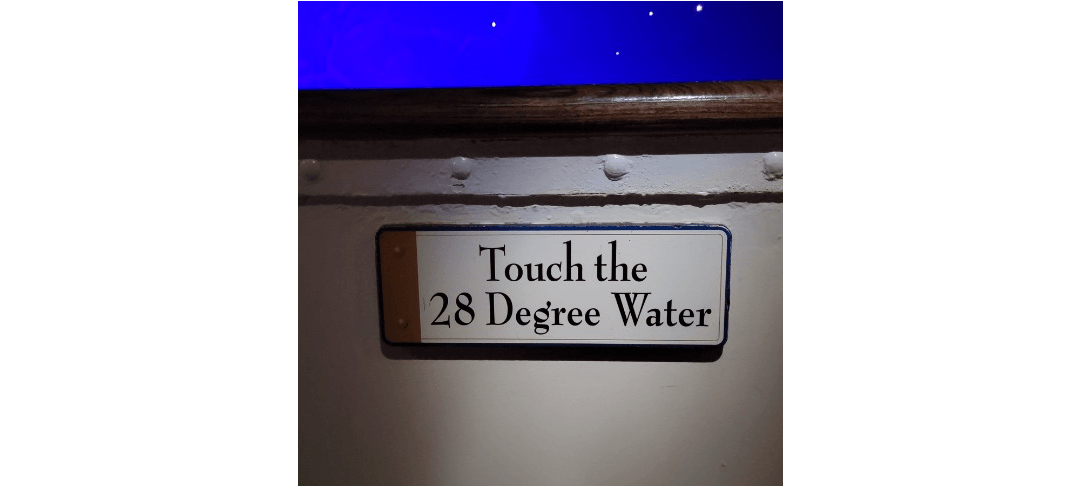 Touch the
28 Degree Water